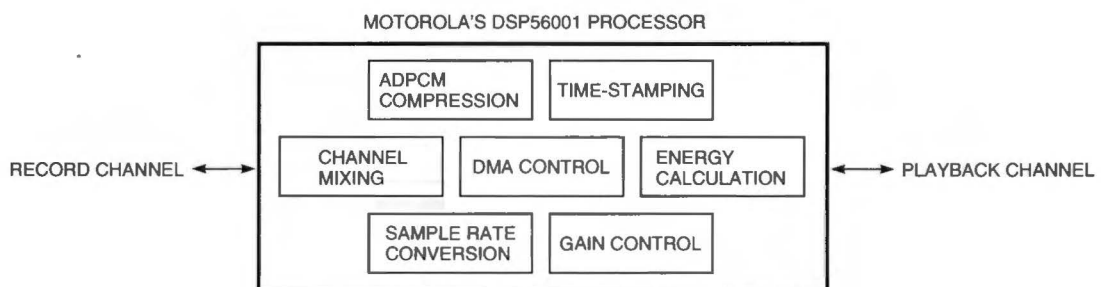 MOTOROLA'S DSP56001 PROCESSOR
ADPCM
COMPRESSION
TIME-STAMPING
RECORD CHANNEL
CHANNEL
MIXING
DMA CONTROL
ENERGY
CALCULATION
PLAYBACK CHANNEL
SAMPLE RATE
CONVERSION
GAIN CONTROL